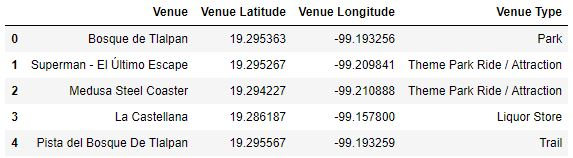 Venue Venue Latitude Venue Longitude Venue Type
0 Bosque de Tlalpan 19.295363 -99.193256 Park
1 Superman - El Último Escape 19.295267 -99.209841 Theme Park Ride / Attraction
2 Medusa Steel Coaster 19.294227 -99.210888 Theme Park Ride / Attraction
3 La Castellana 19.286187 -99.157800 Liquor Store
4 Pista del Bosque De Tlalpan 19.295567 -99.193259 Trail